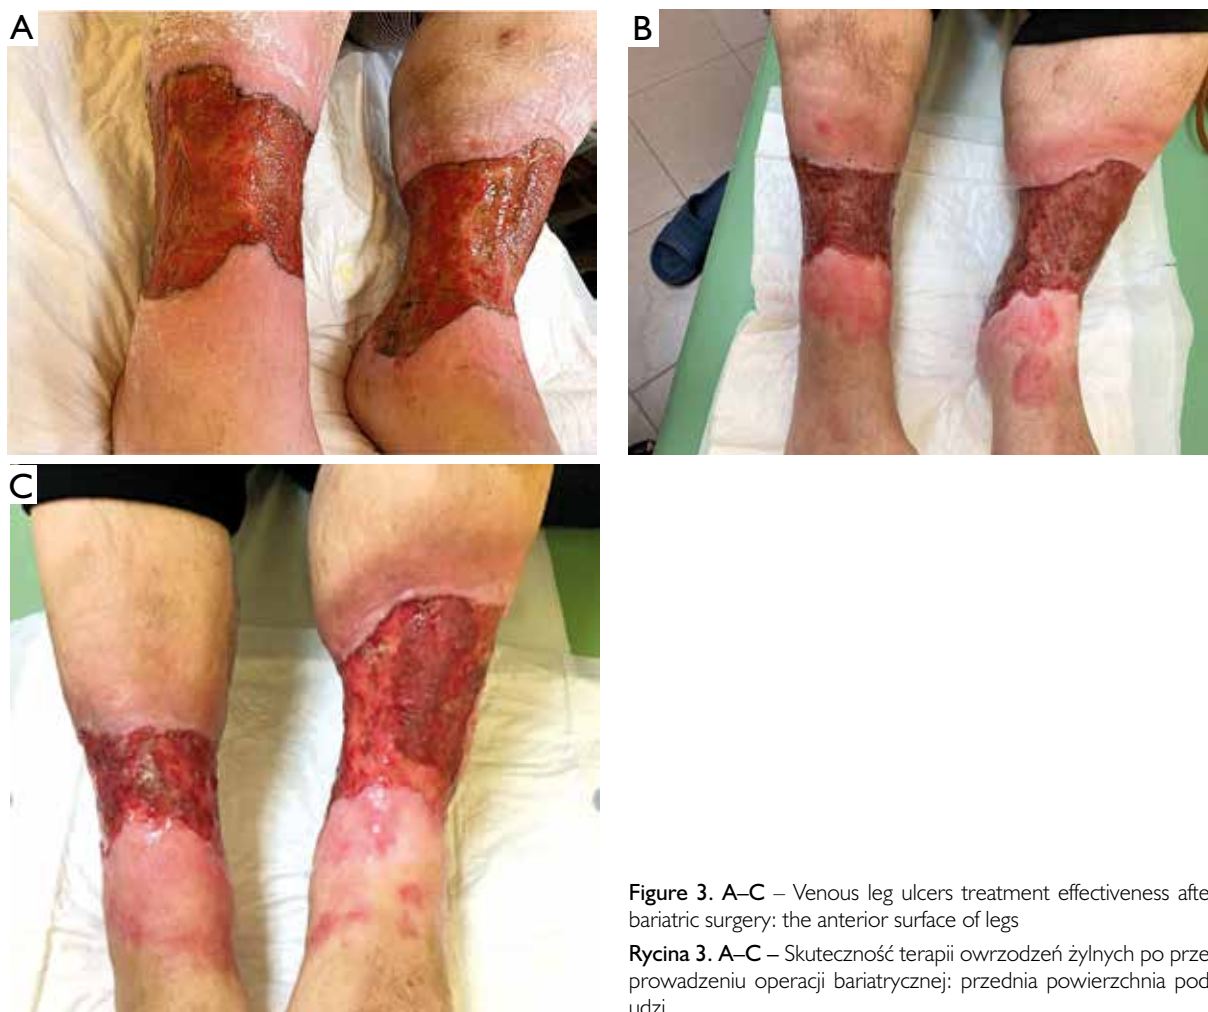 A
B
C
Figure 3. A–C – Venous leg ulcers treatment effectiveness afte
bariatric surgery: the anterior surface of legs
Rycina 3. A–C – Skuteczność terapii owrzodzeń żylnych po prze
prowadzeniu operacji bariatrycznej: przednia powierzchnia pod
udzi